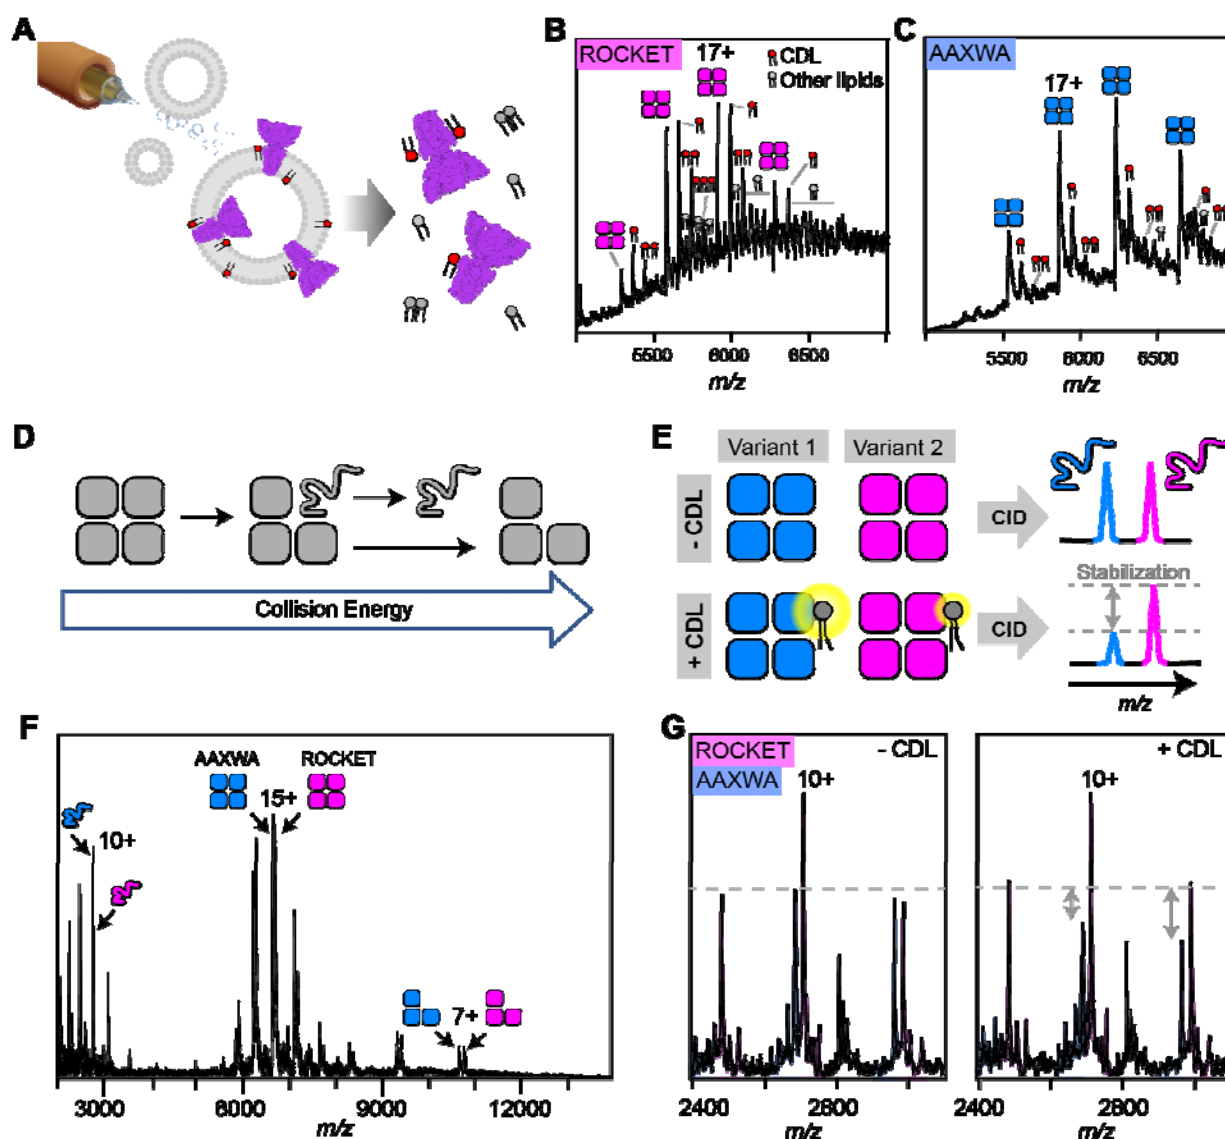 A
B
ROCKET
17+
CDL
Other lipids
5500
6000
6500
m/z
C
AAXWA
17+
5500
6000
6500
m/z
D
Collision Energy
E
Variant 1
Variant 2
- CDL
CID
Stabilization
+ CDL
CID
m/z
F
AAXWA
ROCKET
15+
10+
7+
3000
6000
9000
12000
m/z
G
ROCKET
AAXWA
- CDL
10+
2400
2800
m/z
+ CDL
10+
2400
2800
m/z